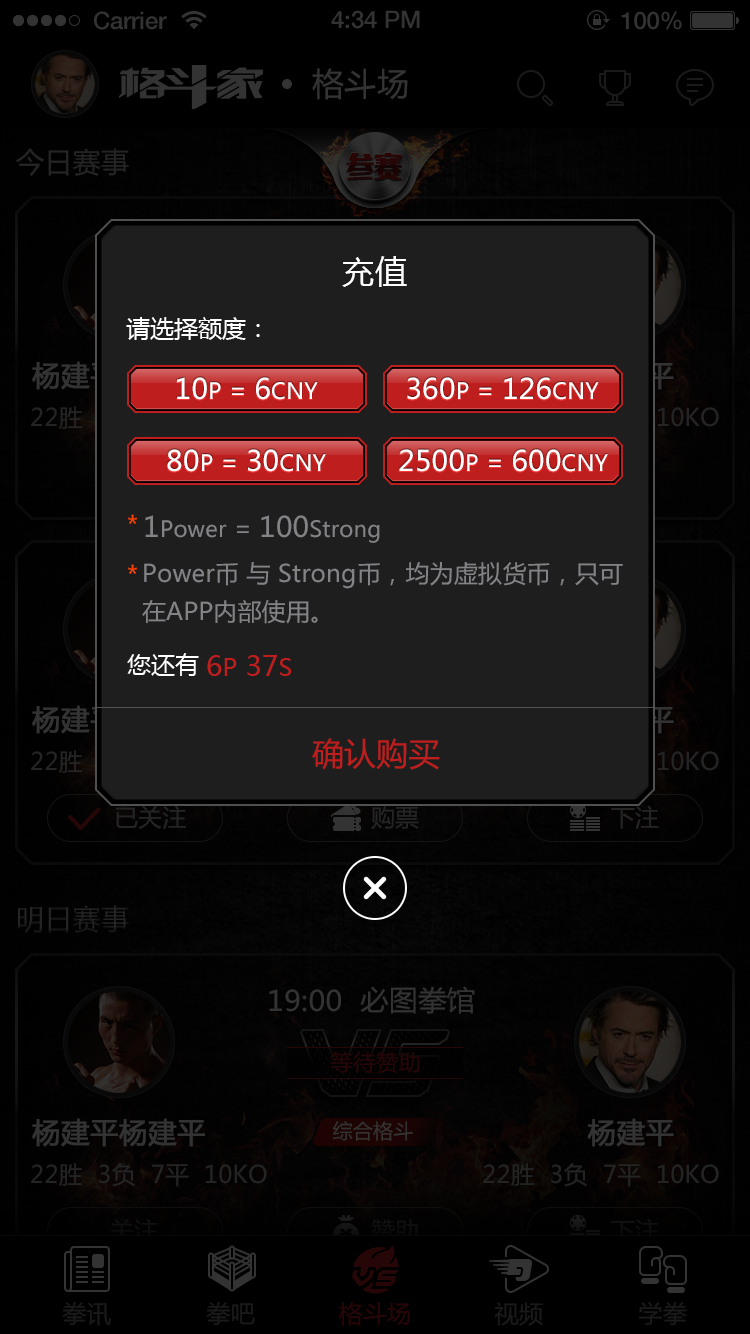 Carrier 4:34 PM 100%
格斗家 · 格斗场
今日赛事
参赛
充值
请选择额度：
10P = 6CNY 360P = 126CNY
80P = 30CNY 2500P = 600CNY
杨建平 平
22胜 10KO
* 1Power = 100Strong
* Power币 与 Strong币，均为虚拟货币，只可
在APP内部使用。
您还有 6P 37S
杨建平 平
22胜 10KO
确认购买
已关注 购票 下注
明日赛事
19:00 必图拳馆
VS
等待赞助
杨建平杨建平 综合格斗 杨建平
22胜 3负 7平 10KO 22胜 3负 7平 10KO
关注 赞助 下注
拳讯 拳吧 格斗场 视频 学拳